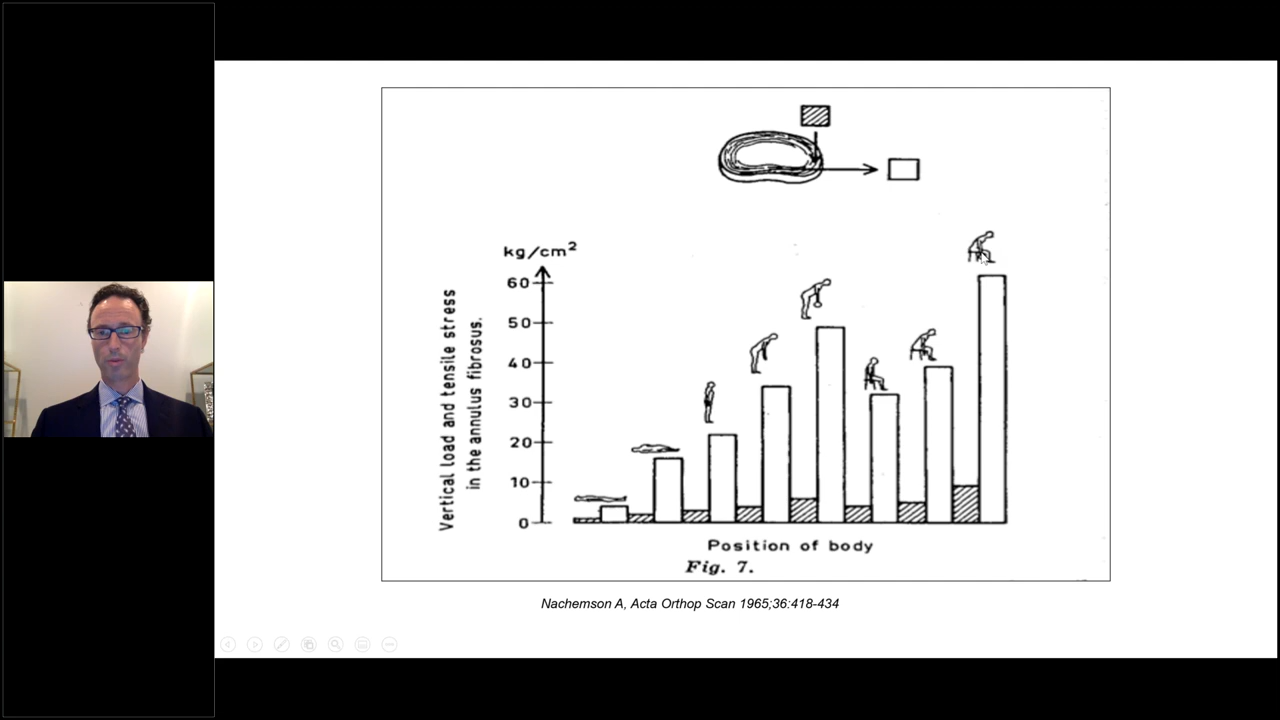 kg/cm²
Vertical load and tensile stress
in the annulus fibrosus.
60
50
40
30
20
10
0
Position of body
Fig. 7.
Nachemson A, Acta Orthop Scan 1965;36:418-434